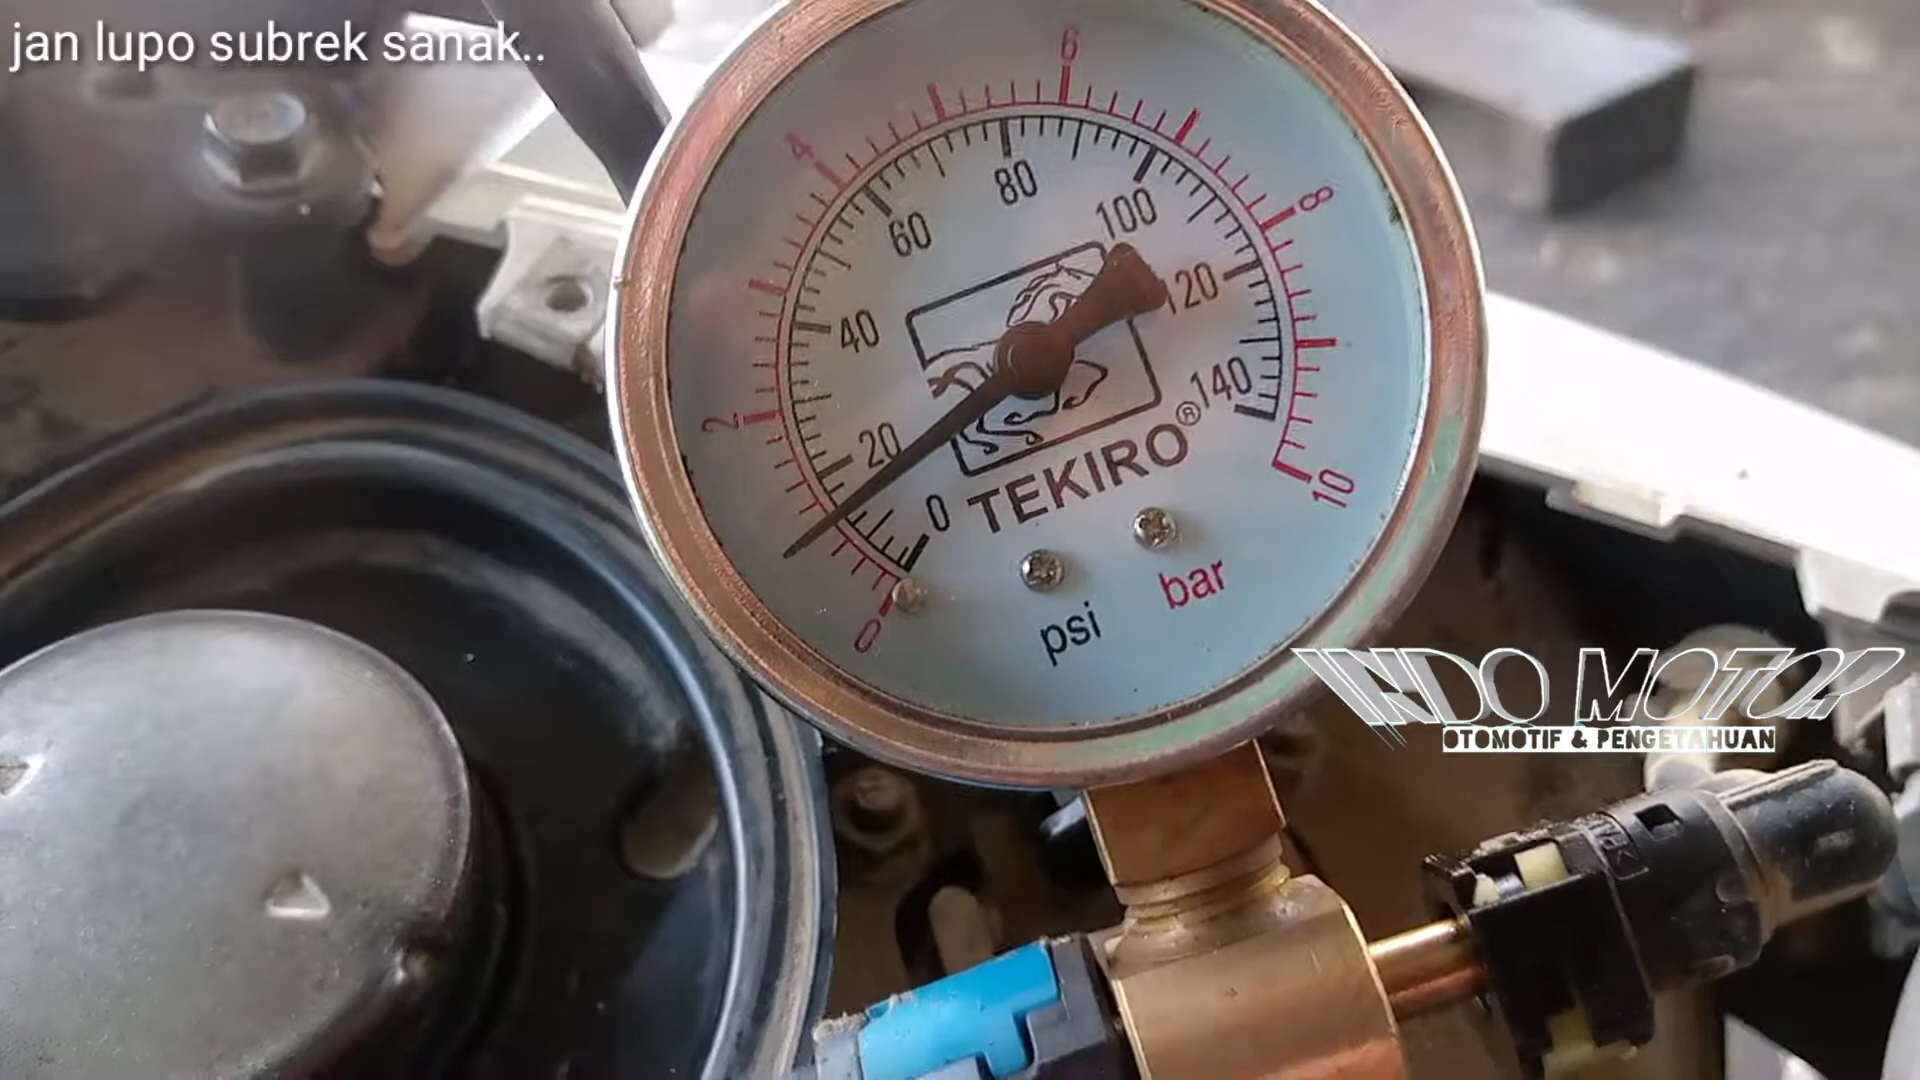 jan lupo subrek sanak..
6
4
8
80
100
60
120
40
140
2
20
0
TEKIRO®
10
bar
psi
0
INDO MOTOR
OTOMOTIF & PENGETAHUAN